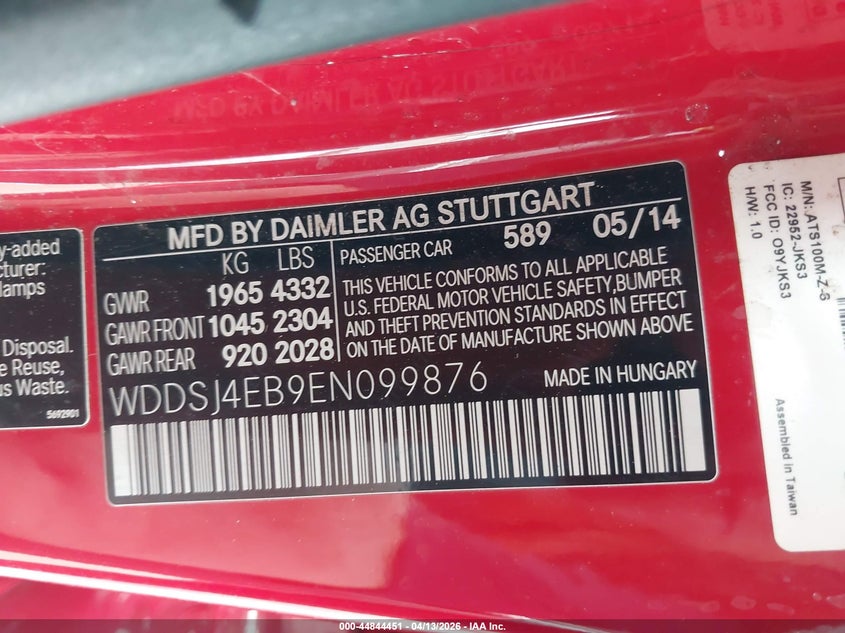 MFD BY DAIMLER AG STUTTGART
KG LBS
GVWR 1965 4332
GAWR FRONT 1045 2304
GAWR REAR 920 2028
PASSENGER CAR 589 05/14
THIS VEHICLE CONFORMS TO ALL APPLICABLE
U.S. FEDERAL MOTOR VEHICLE SAFETY,BUMPER
AND THEFT PREVENTION STANDARDS IN EFFECT
ON THE DATE OF MANUFACTURE SHOWN ABOVE
WDDSJ4EB9EN099876 MADE IN HUNGARY
y-added
cturer:
lamps
Disposal.
e Reuse,
us Waste.
5692901
M/N: ATS100M-Z-S
IC: 22952-JKS3
FCC ID: O9YJKS3
H/W: 1.0
Assembled in Taiwan
000-44844451 - 04/13/2026 - IAA Inc.